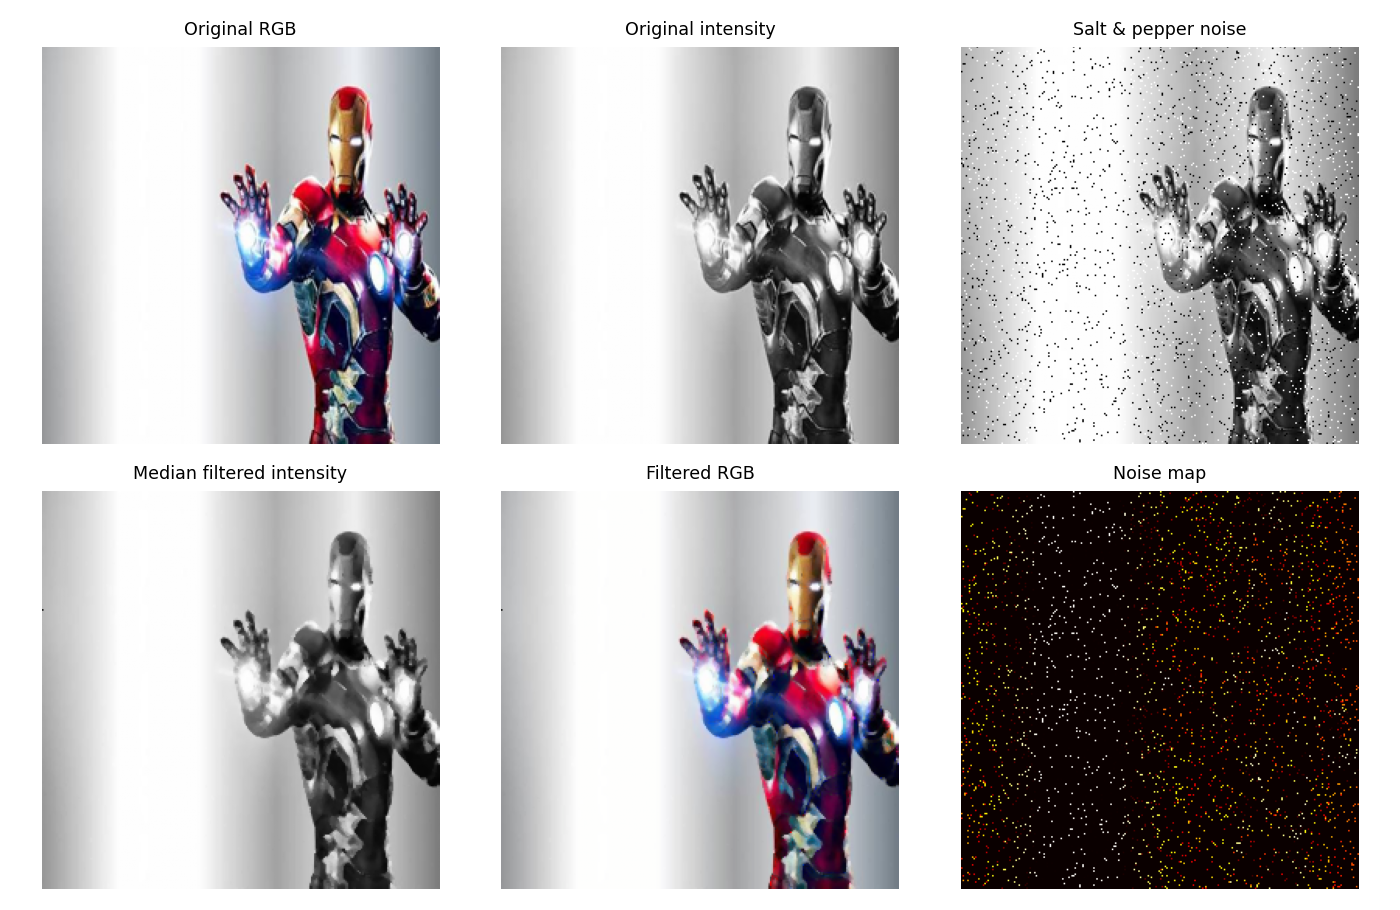 Original RGB
Original intensity
Salt & pepper noise
Median filtered intensity
Filtered RGB
Noise map